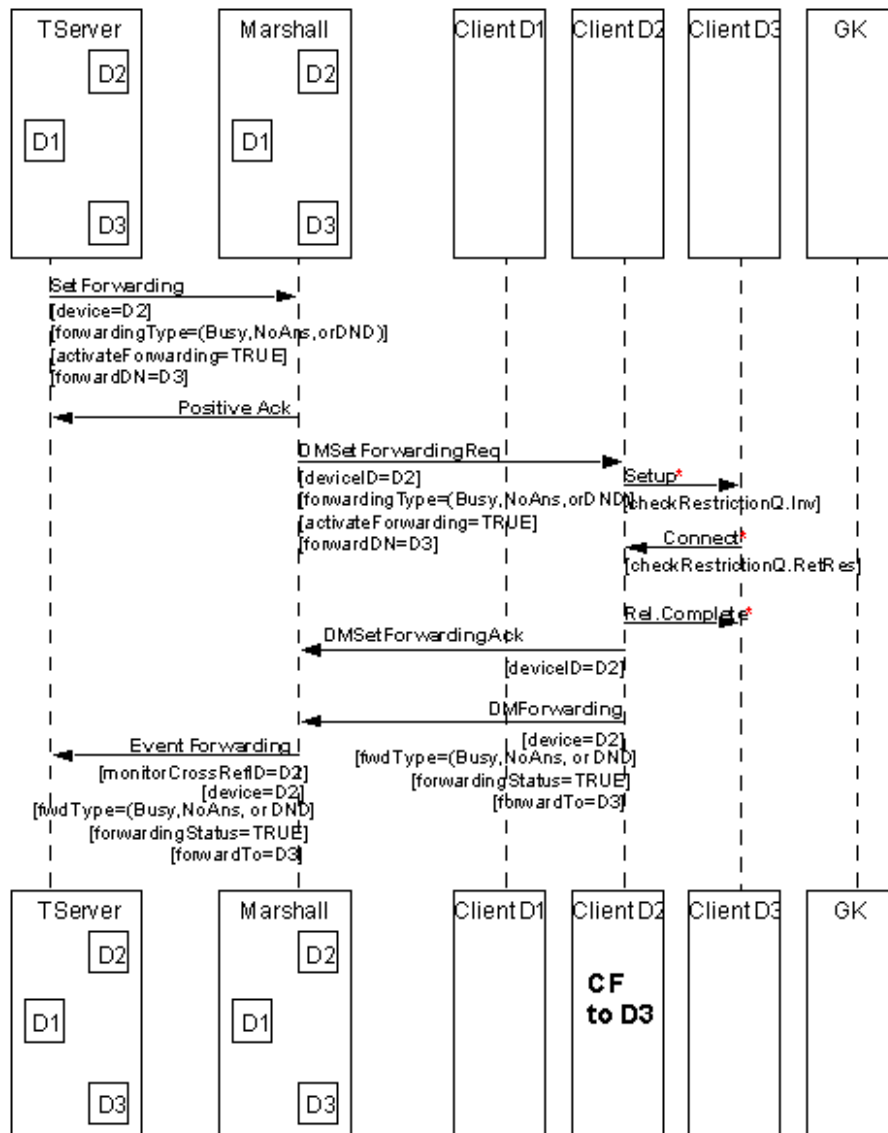 TServer
Marshall
Client D1
Client D2
Client D3
GK
D2
D2
D1
D1
D3
D3
SetForwarding
[device=D2]
[forwardingType=(Busy,NoAns,orDND)]
[activateForwarding=TRUE]
[forwardDN=D3]
Positive Ack
DMSetForwardingReq
[deviceID=D2]
[forwardingType=(Busy,NoAns,orDND)]
[activateForwarding=TRUE]
[forwardDN=D3]
Setup*
[checkRestrictionQ.Inv]
Connect*
[checkRestrictionQ.RetRes]
Rel.Complete*
DMSetForwardingAck
[deviceID=D2]
DMForwarding
[device=D2]
[fwdType=(Busy,NoAns, or DND]
[forwardingStatus=TRUE]
[forwardTo=D3]
Event Forwarding
[monitorCrossRefID=D2]
[device=D2]
[fwdType=(Busy,NoAns, or DND]
[forwardingStatus=TRUE]
[forwardTo=D3]
TServer
Marshall
Client D1
Client D2
Client D3
GK
D2
D2
CF
to D3
D1
D1
D3
D3